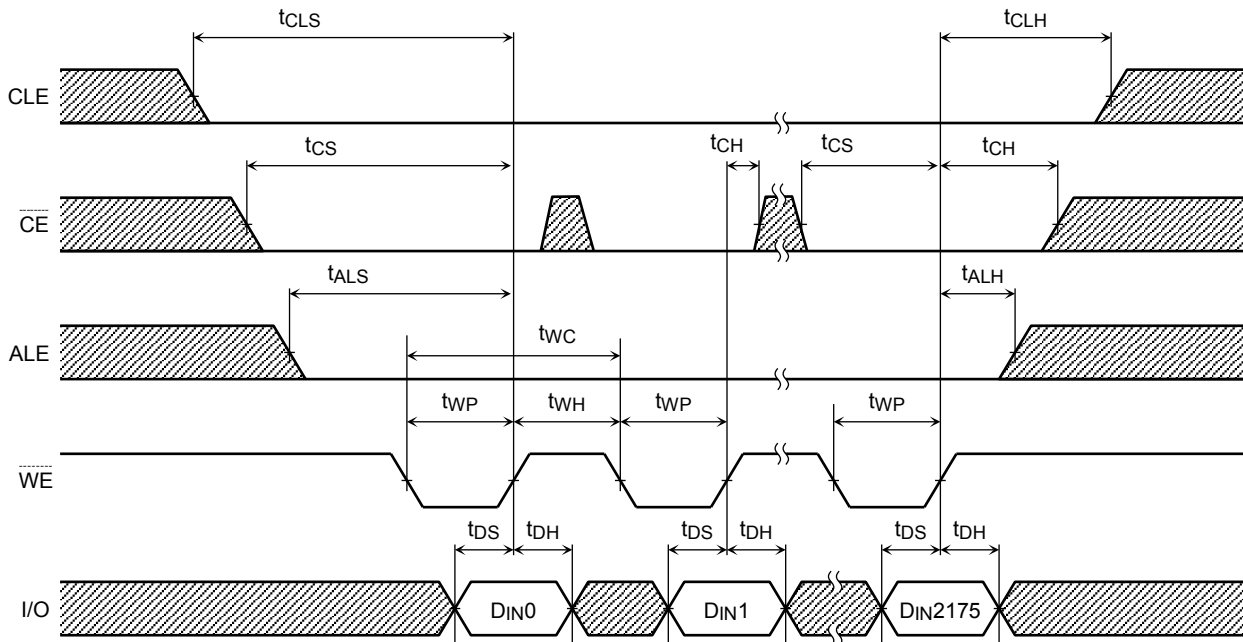 tCLS tCLH
CLE
tCS tCH tCS tCH
CE
tALS tALH
ALE
tWC
tWP tWH tWP tWP
WE
tDS tDH tDS tDH tDS tDH
I/O DIN0 DIN1 DIN2175